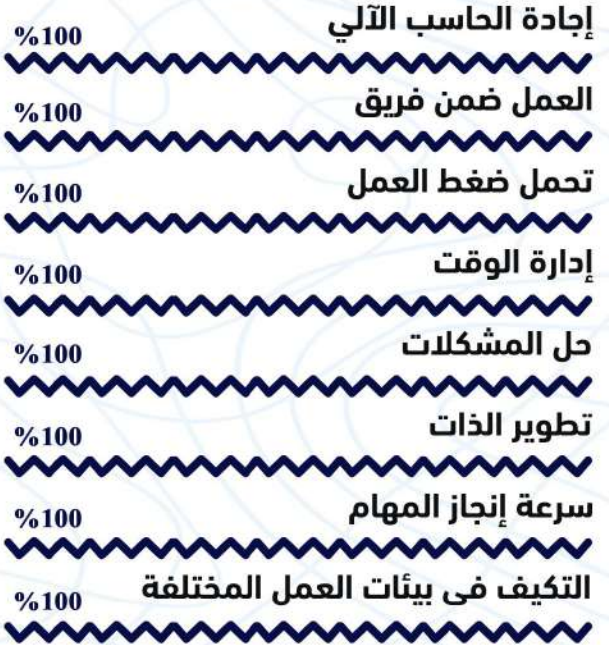 إجادة الحاسب الآلي %100
العمل ضمن فريق %100
تحمل ضغط العمل %100
إدارة الوقت %100
حل المشكلات %100
تطوير الذات %100
سرعة إنجاز المهام %100
التكيف فى بيئات العمل المختلفة %100